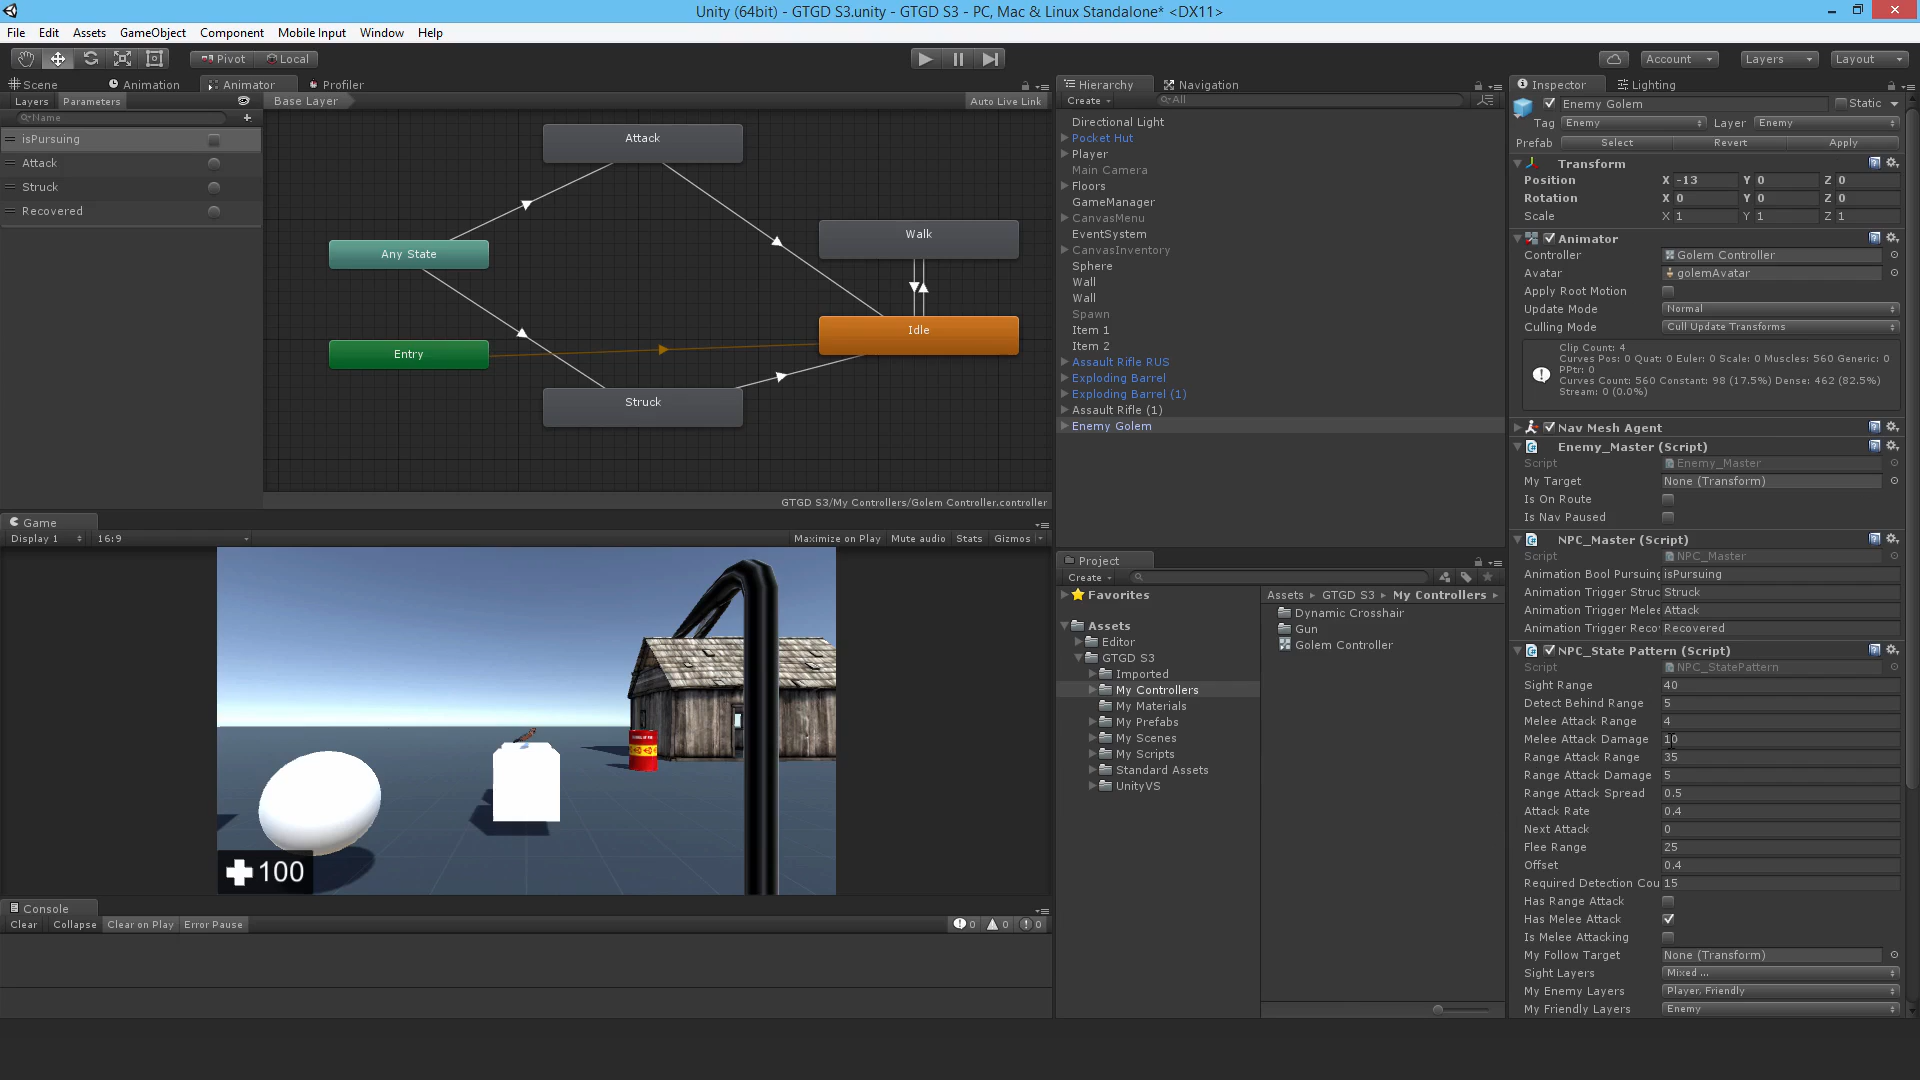 Unity (64bit) - GTGD S3.unity - GTGD S3 - PC, Mac & Linux Standalone* <DX11>
File Edit Assets GameObject Component Mobile Input Window Help
Pivot Local Account Layers Layout
Scene Animation Animator Profiler
Layers Parameters Base Layer Auto Live Link
Name
isPursuing
Attack
Struck
Recovered
Attack
Walk
Any State
Idle
Entry
Struck
GTGD S3/My Controllers/Golem Controller.controller
Game
Display 1 16:9 Maximize on Play Mute audio Stats Gizmos
100
Console
Clear Collapse Clear on Play Error Pause 0 0 0
Hierarchy Navigation
Create All
Directional Light
Pocket Hut
Player
Main Camera
Floors
GameManager
CanvasMenu
EventSystem
CanvasInventory
Sphere
Wall
Wall
Spawn
Item 1
Item 2
Assault Rifle RUS
Exploding Barrel
Exploding Barrel (1)
Assault Rifle (1)
Enemy Golem
Project
Create
Favorites
Assets
Editor
GTGD S3
Imported
My Controllers
My Materials
My Prefabs
My Scenes
My Scripts
Standard Assets
UnityVS
Assets GTGD S3 My Controllers
Dynamic Crosshair
Gun
Golem Controller
Inspector Lighting
Enemy Golem Static
Tag Enemy Layer Enemy
Prefab Select Revert Apply
Transform
Position X -13 Y 0 Z 0
Rotation X 0 Y 0 Z 0
Scale X 1 Y 1 Z 1
Animator
Controller Golem Controller
Avatar golemAvatar
Apply Root Motion
Update Mode Normal
Culling Mode Cull Update Transforms
Clip Count: 4
Curves Pos: 0 Quat: 0 Euler: 0 Scale: 0 Muscles: 560 Generic: 0
PPtr: 0
Curves Count: 560 Constant: 98 (17.5%) Dense: 462 (82.5%)
Stream: 0 (0.0%)
Nav Mesh Agent
Enemy_Master (Script)
Script Enemy_Master
My Target None (Transform)
Is On Route
Is Nav Paused
NPC_Master (Script)
Script NPC_Master
Animation Bool Pursuing isPursuing
Animation Trigger Struc Struck
Animation Trigger Melee Attack
Animation Trigger Reco Recovered
NPC_State Pattern (Script)
Script NPC_StatePattern
Sight Range 40
Detect Behind Range 5
Melee Attack Range 4
Melee Attack Damage 10
Range Attack Range 35
Range Attack Damage 5
Range Attack Spread 0.5
Attack Rate 0.4
Next Attack 0
Flee Range 25
Offset 0.4
Required Detection Cou 15
Has Range Attack
Has Melee Attack
Is Melee Attacking
My Follow Target None (Transform)
Sight Layers Mixed ...
My Enemy Layers Player, Friendly
My Friendly Layers Enemy